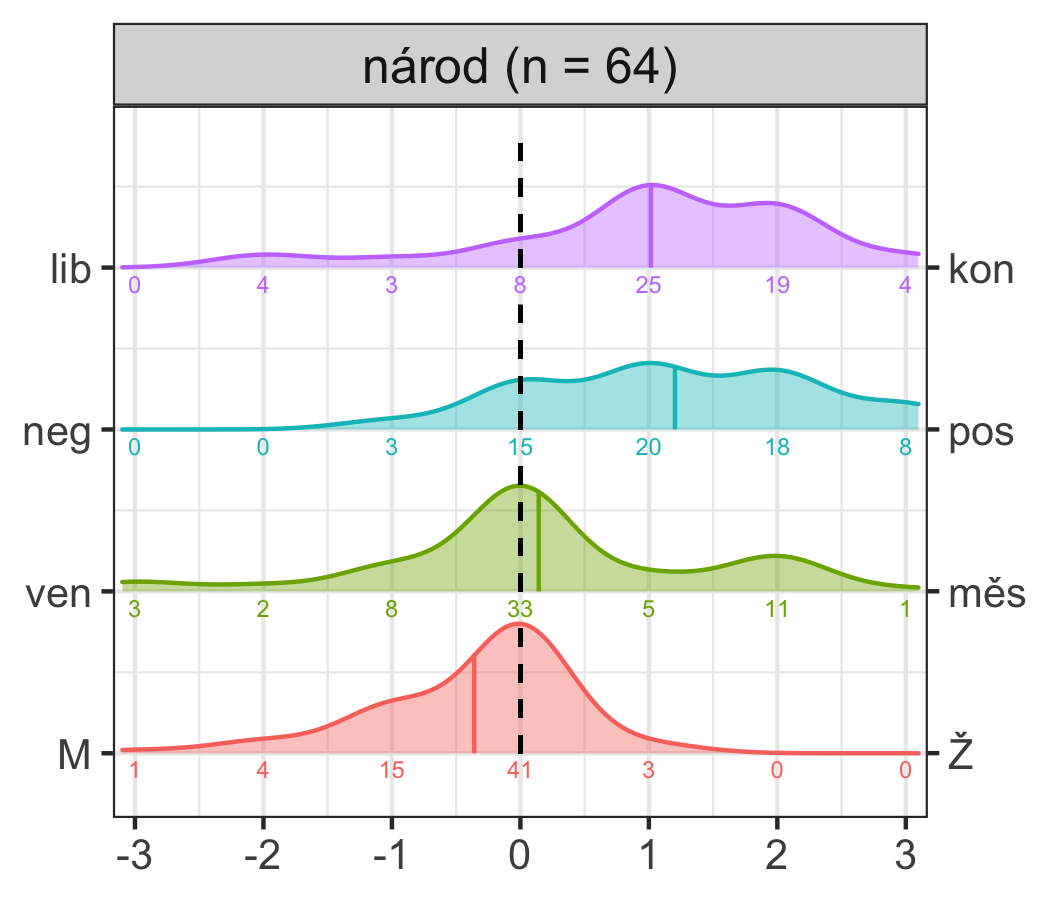 národ (n = 64)
lib kon
0 4 3 8 25 19 4
neg pos
0 0 3 15 20 18 8
ven měs
3 2 8 33 5 11 1
M Ž
1 4 15 41 3 0 0
-3 -2 -1 0 1 2 3